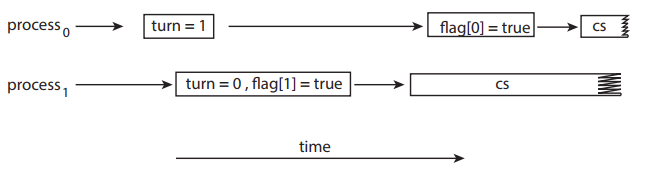 process0 turn = 1 flag[0] = true cs
process1 turn = 0 , flag[1] = true cs
time